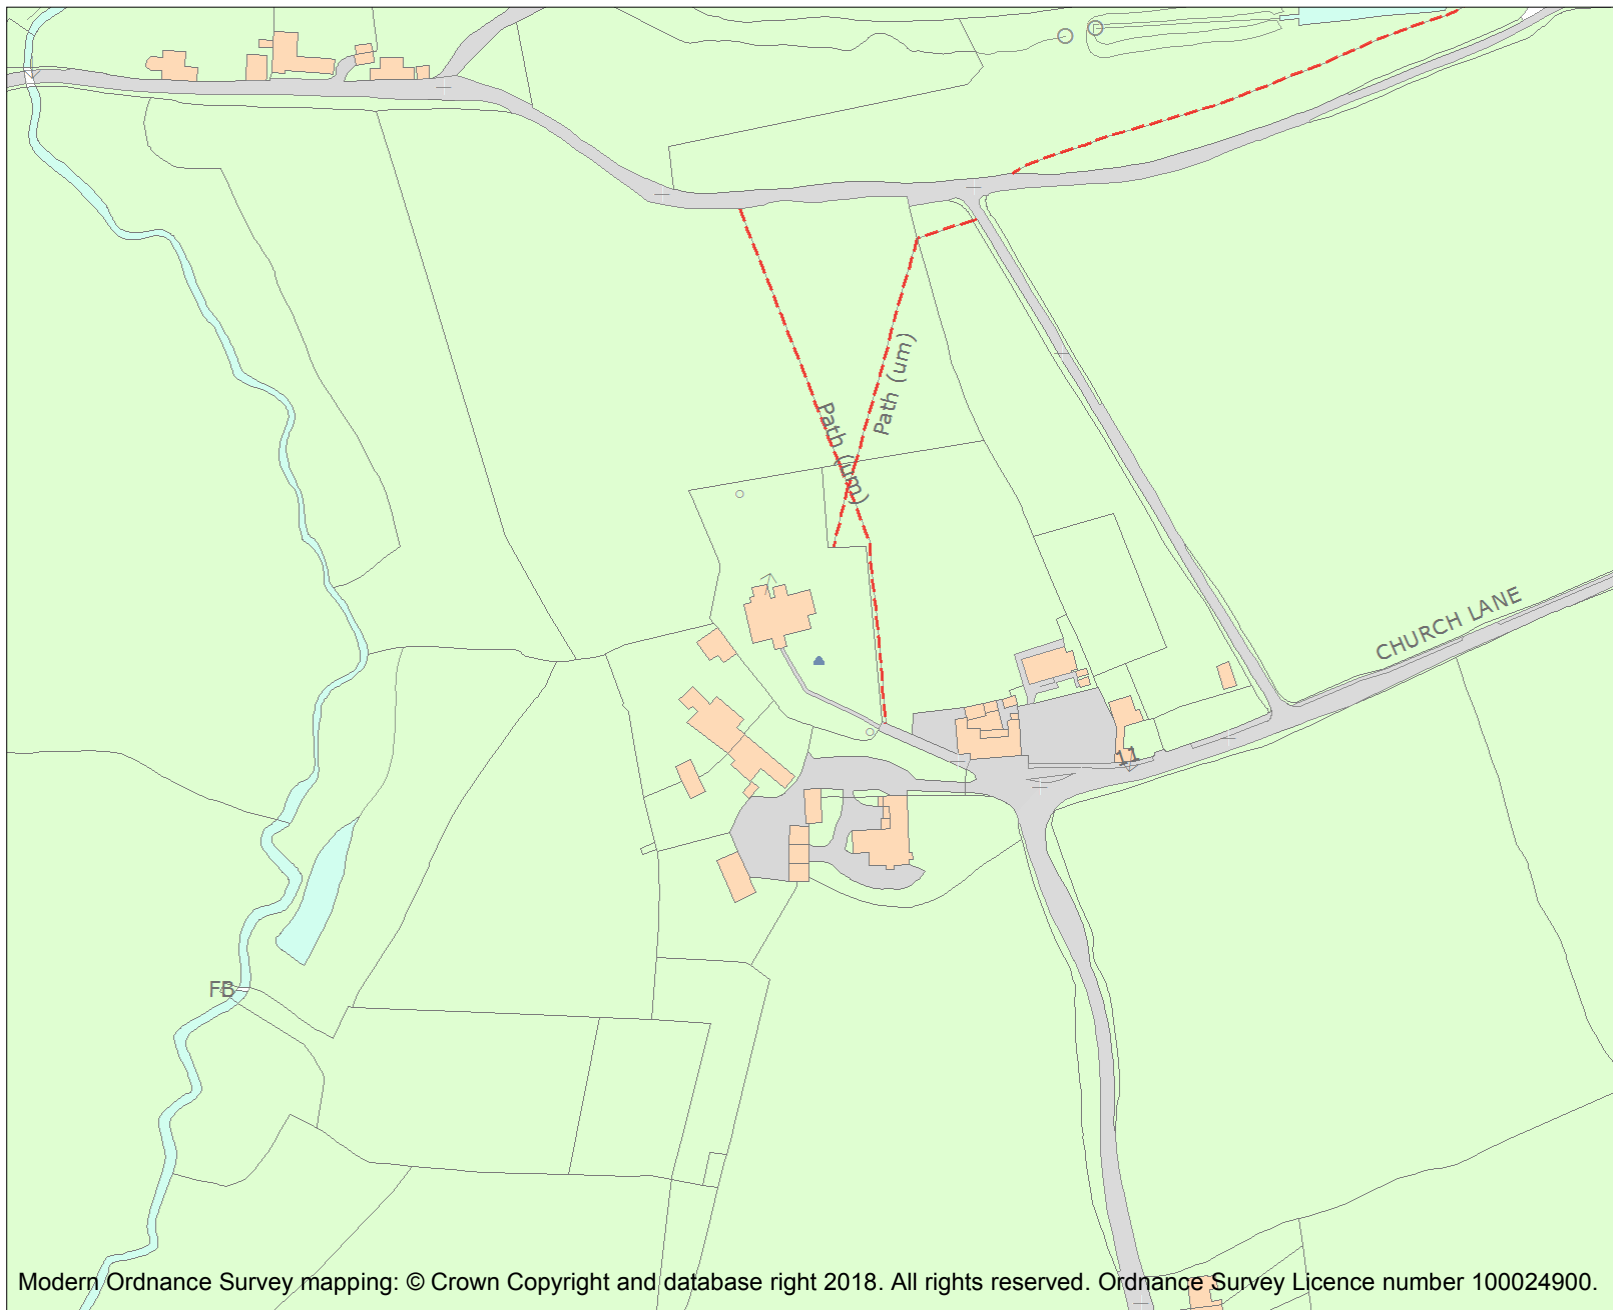 Path (um)
Path (um)
CHURCH LANE
11
FB
Modern Ordnance Survey mapping: © Crown Copyright and database right 2018. All rights reserved. Ordnance Survey Licence number 100024900.